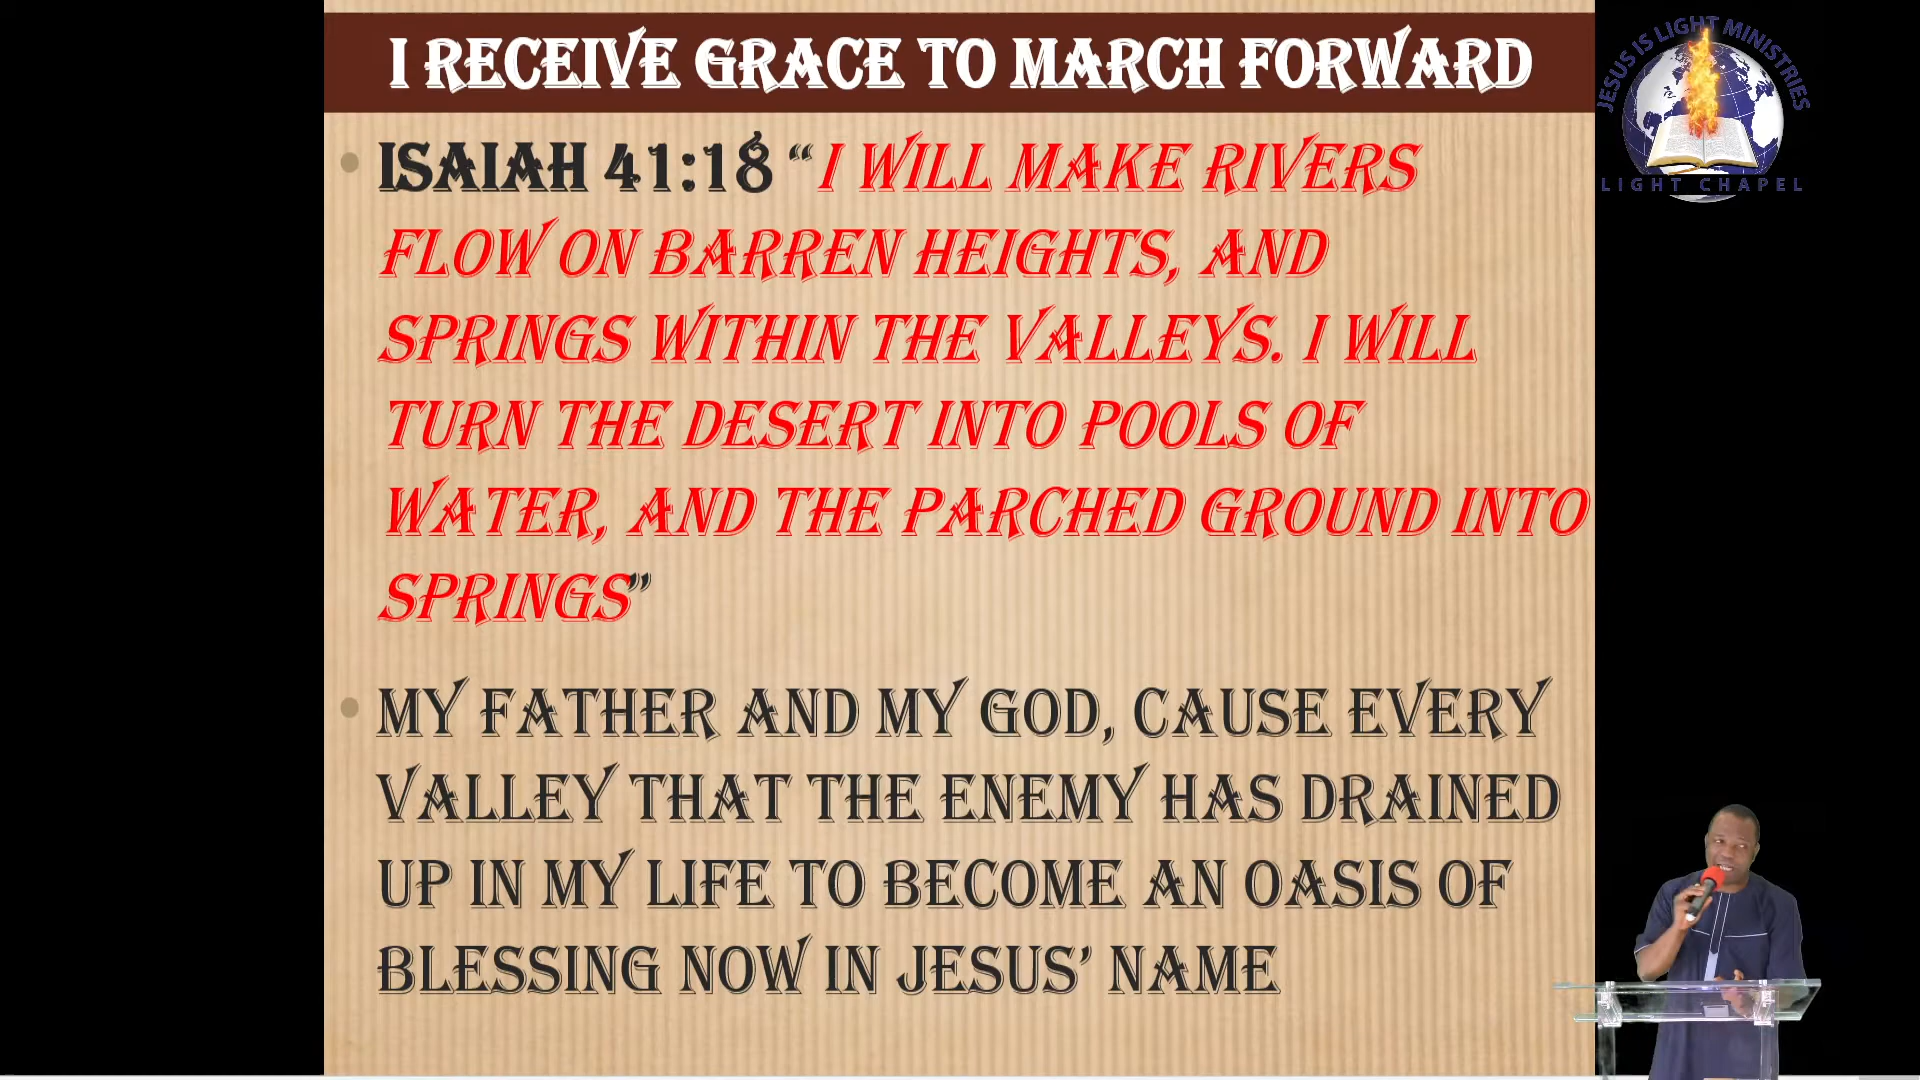 I RECEIVE GRACE TO MARCH FORWARD
JESUS IS LIGHT MINISTRIES
LIGHT CHAPEL
• ISAIAH 41:18 “I WILL MAKE RIVERS
FLOW ON BARREN HEIGHTS, AND
SPRINGS WITHIN THE VALLEYS. I WILL
TURN THE DESERT INTO POOLS OF
WATER, AND THE PARCHED GROUND INTO
SPRINGS”
• MY FATHER AND MY GOD, CAUSE EVERY
VALLEY THAT THE ENEMY HAS DRAINED
UP IN MY LIFE TO BECOME AN OASIS OF
BLESSING NOW IN JESUS’ NAME